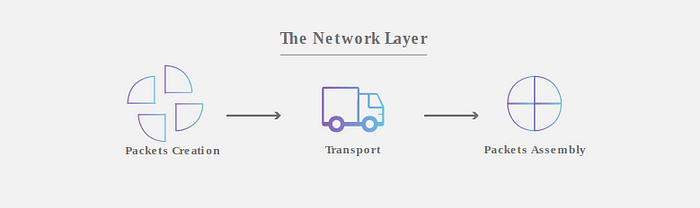 The Network Layer
Packets Creation
Transport
Packets Assembly